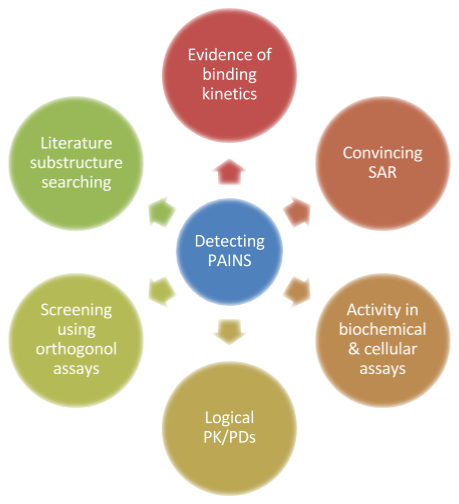 Evidence of
binding
kinetics
Convincing
SAR
Activity in
biochemical
& cellular
assays
Logical
PK/PDs
Screening
using
orthogonol
assays
Literature
substructure
searching
Detecting
PAINS